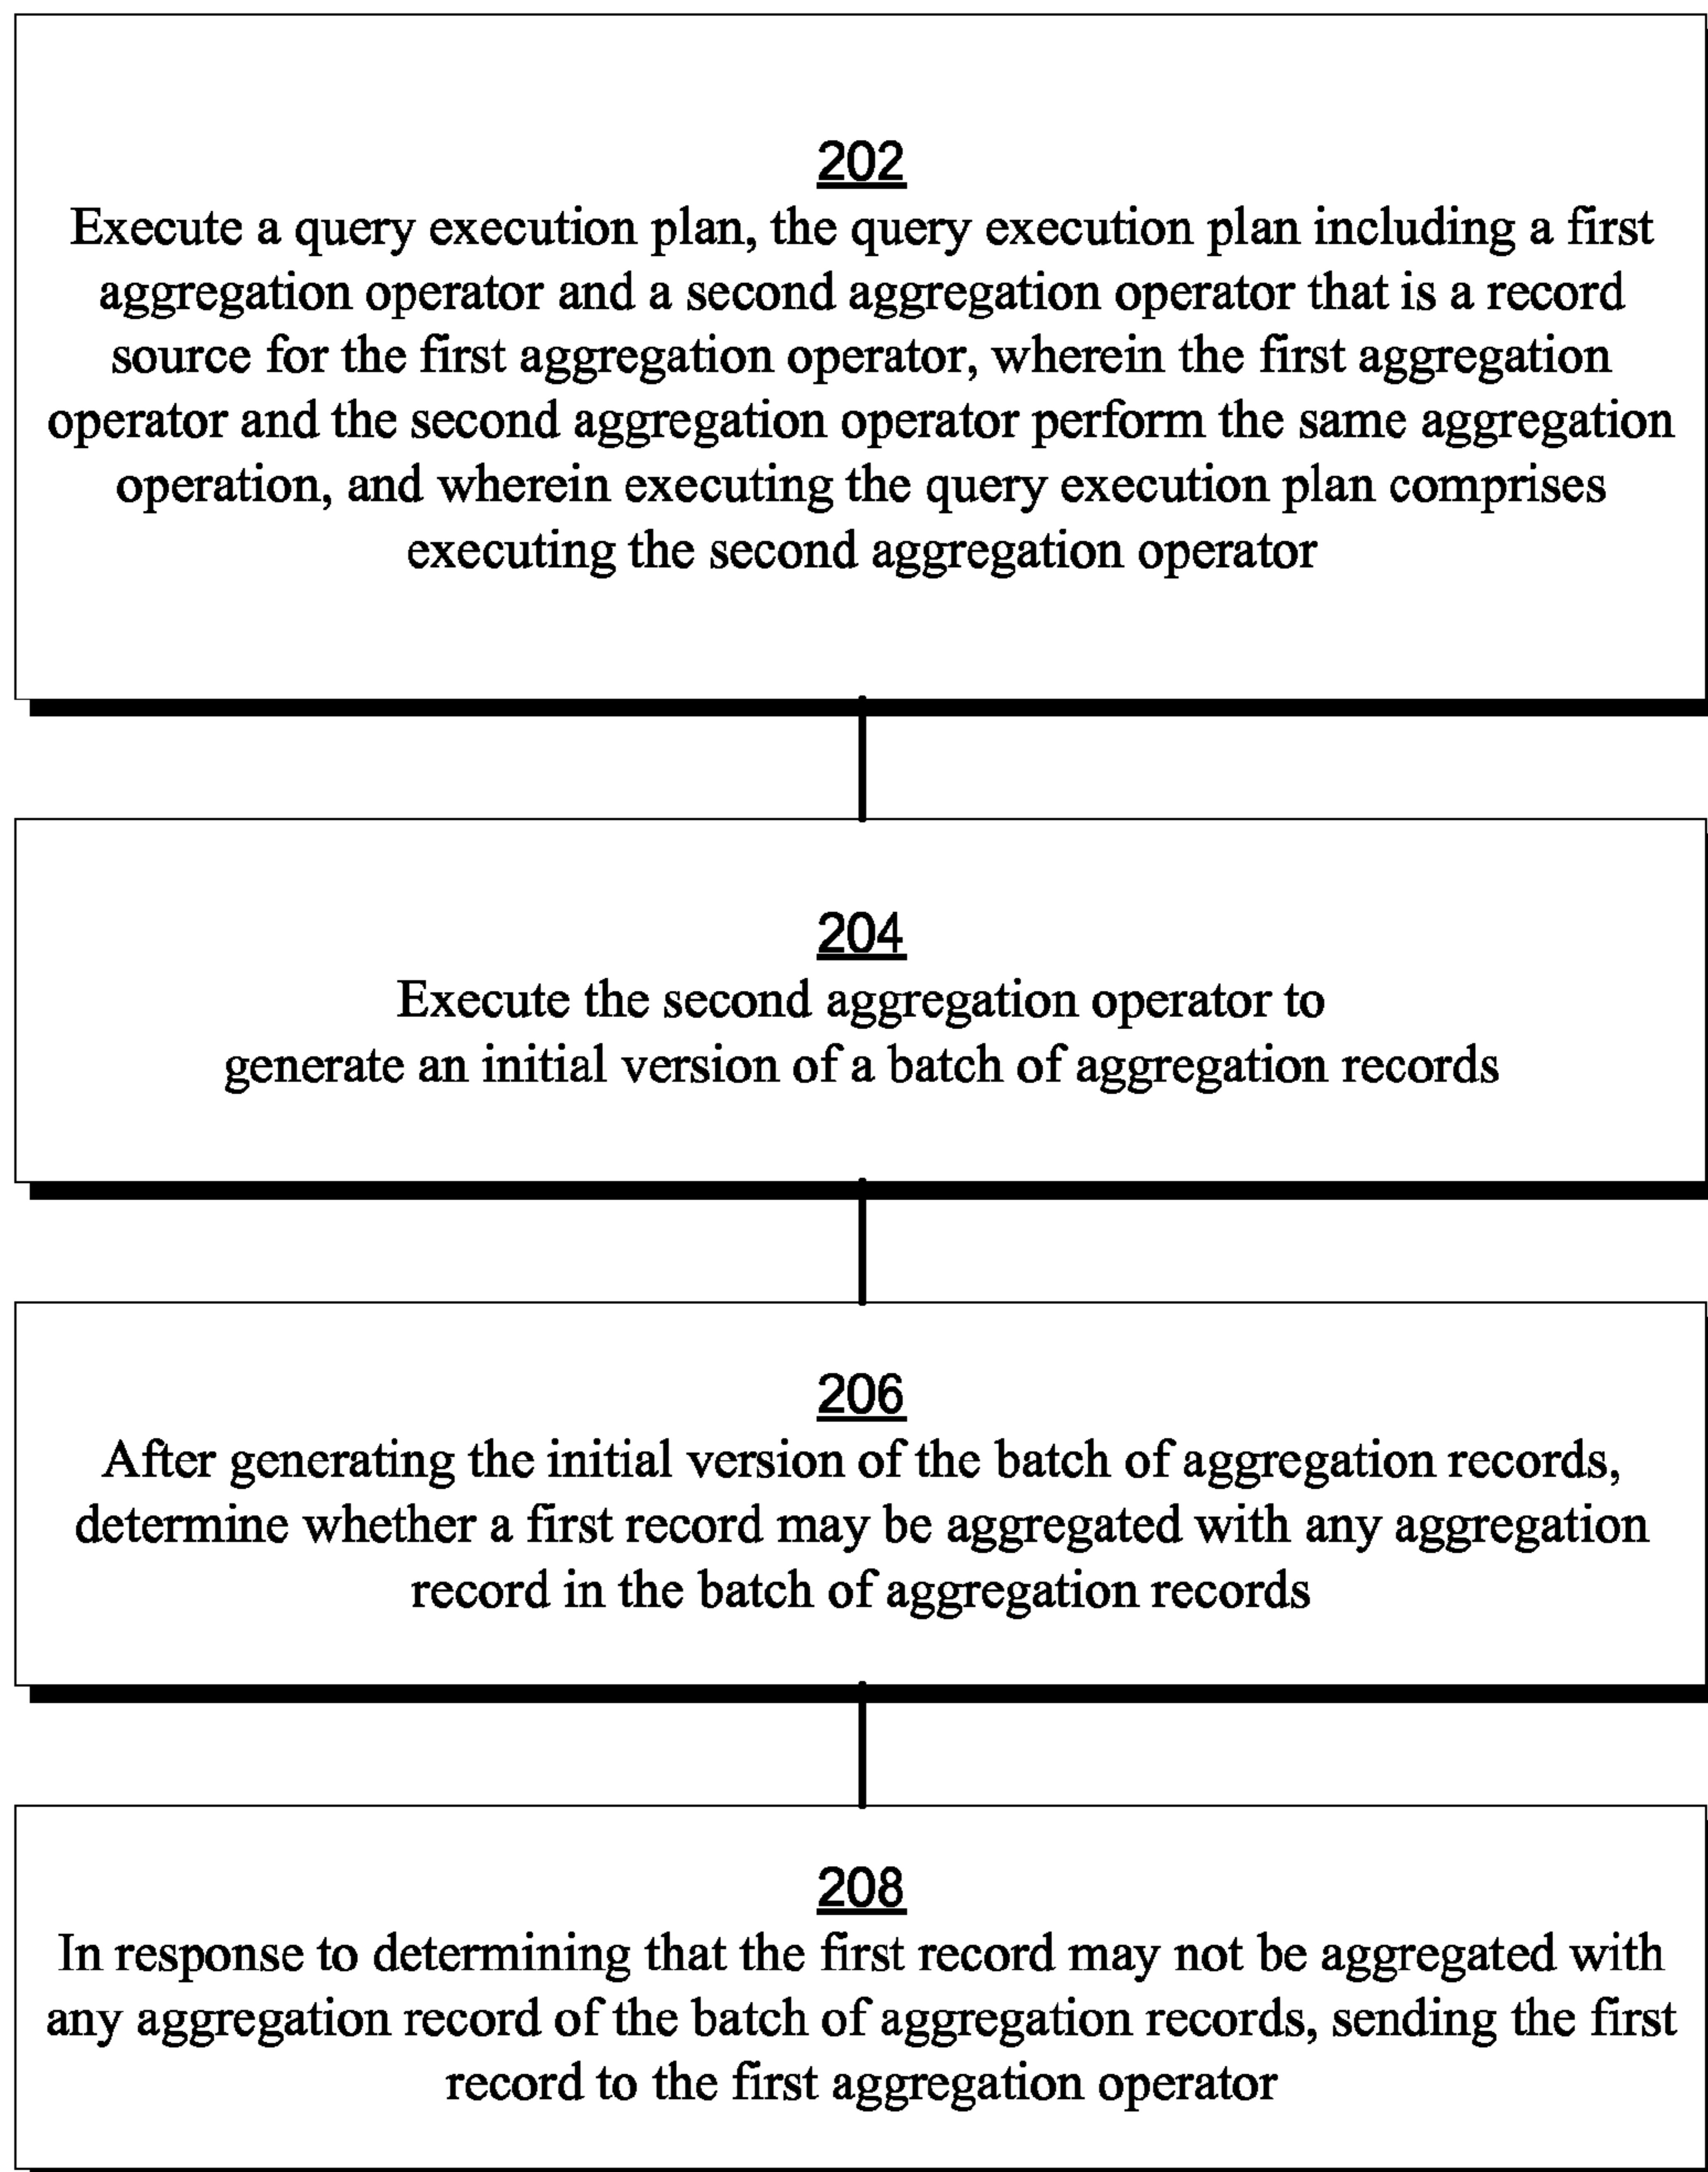 202
Execute a query execution plan, the query execution plan including a first
aggregation operator and a second aggregation operator that is a record
source for the first aggregation operator, wherein the first aggregation
operator and the second aggregation operator perform the same aggregation
operation, and wherein executing the query execution plan comprises
executing the second aggregation operator
204
Execute the second aggregation operator to
generate an initial version of a batch of aggregation records
206
After generating the initial version of the batch of aggregation records,
determine whether a first record may be aggregated with any aggregation
record in the batch of aggregation records
208
In response to determining that the first record may not be aggregated with
any aggregation record of the batch of aggregation records, sending the first
record to the first aggregation operator